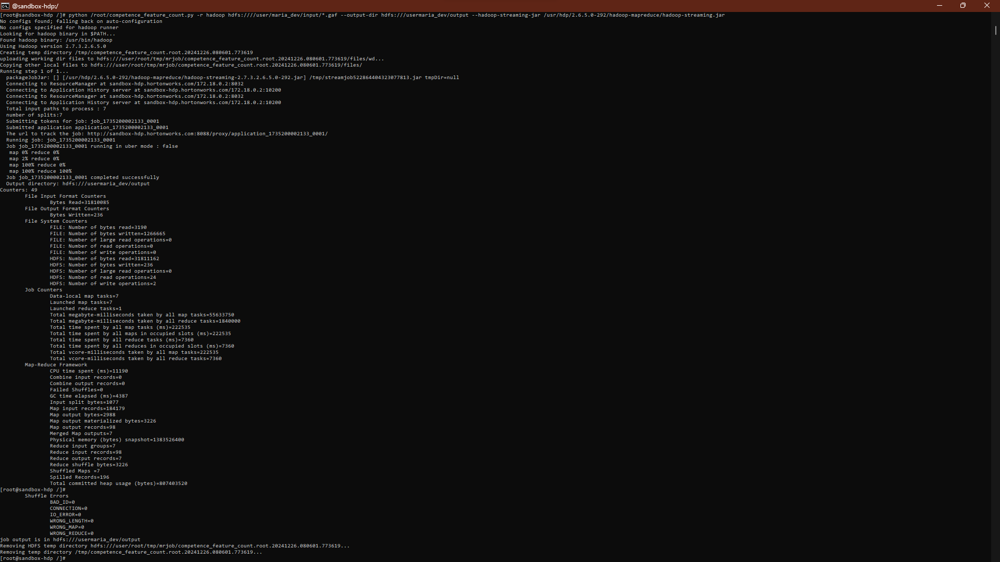 @sandbox-hdp:/
[root@sandbox-hdp /]# python /root/competence_feature_count.py -r hadoop hdfs:////user/maria_dev/input/*.gaf --output-dir hdfs:///usermaria_dev/output --hadoop-streaming-jar /usr/hdp/2.6.5.0-292/hadoop-mapreduce/hadoop-streaming.jar
No configs found; falling back on auto-configuration
No configs specified for hadoop runner
Looking for hadoop binary in $PATH...
Found hadoop binary: /usr/bin/hadoop
Using Hadoop version 2.7.3.2.6.5.0
Creating temp directory /tmp/competence_feature_count.root.20241226.080601.773619
uploading working dir files to hdfs:///user/root/tmp/mrjob/competence_feature_count.root.20241226.080601.773619/files/wd...
Copying other local files to hdfs:///user/root/tmp/mrjob/competence_feature_count.root.20241226.080601.773619/files/
Running step 1 of 1...
  packageJobJar: [] [/usr/hdp/2.6.5.0-292/hadoop-mapreduce/hadoop-streaming-2.7.3.2.6.5.0-292.jar] /tmp/streamjob522864404323077813.jar tmpDir=null
  Connecting to ResourceManager at sandbox-hdp.hortonworks.com/172.18.0.2:8032
  Connecting to Application History server at sandbox-hdp.hortonworks.com/172.18.0.2:10200
  Connecting to ResourceManager at sandbox-hdp.hortonworks.com/172.18.0.2:8032
  Connecting to Application History server at sandbox-hdp.hortonworks.com/172.18.0.2:10200
  Total input paths to process : 7
  number of splits:7
  Submitting tokens for job: job_1735200002133_0001
  Submitted application application_1735200002133_0001
  The url to track the job: http://sandbox-hdp.hortonworks.com:8088/proxy/application_1735200002133_0001/
  Running job: job_1735200002133_0001
  Job job_1735200002133_0001 running in uber mode : false
   map 0% reduce 0%
   map 2% reduce 0%
   map 100% reduce 0%
   map 100% reduce 100%
  Job job_1735200002133_0001 completed successfully
  Output directory: hdfs:///usermaria_dev/output
Counters: 49
        File Input Format Counters
                Bytes Read=31810085
        File Output Format Counters
                Bytes Written=236
        File System Counters
                FILE: Number of bytes read=3190
                FILE: Number of bytes written=1266665
                FILE: Number of large read operations=0
                FILE: Number of read operations=0
                FILE: Number of write operations=0
                HDFS: Number of bytes read=31811162
                HDFS: Number of bytes written=236
                HDFS: Number of large read operations=0
                HDFS: Number of read operations=24
                HDFS: Number of write operations=2
        Job Counters
                Data-local map tasks=7
                Launched map tasks=7
                Launched reduce tasks=1
                Total megabyte-milliseconds taken by all map tasks=55633750
                Total megabyte-milliseconds taken by all reduce tasks=1840000
                Total time spent by all map tasks (ms)=222535
                Total time spent by all maps in occupied slots (ms)=222535
                Total time spent by all reduce tasks (ms)=7360
                Total time spent by all reduces in occupied slots (ms)=7360
                Total vcore-milliseconds taken by all map tasks=222535
                Total vcore-milliseconds taken by all reduce tasks=7360
        Map-Reduce Framework
                CPU time spent (ms)=11190
                Combine input records=0
                Combine output records=0
                Failed Shuffles=0
                GC time elapsed (ms)=4387
                Input split bytes=1077
                Map input records=184179
                Map output bytes=2988
                Map output materialized bytes=3226
                Map output records=98
                Merged Map outputs=7
                Physical memory (bytes) snapshot=1383526400
                Reduce input groups=7
                Reduce input records=98
                Reduce output records=7
                Reduce shuffle bytes=3226
                Shuffled Maps =7
                Spilled Records=196
                Total committed heap usage (bytes)=807403520
[root@sandbox-hdp /]#
        Shuffle Errors
                BAD_ID=0
                CONNECTION=0
                IO_ERROR=0
                WRONG_LENGTH=0
                WRONG_MAP=0
                WRONG_REDUCE=0
job output is in hdfs:///usermaria_dev/output
Removing HDFS temp directory hdfs:///user/root/tmp/mrjob/competence_feature_count.root.20241226.080601.773619...
Removing temp directory /tmp/competence_feature_count.root.20241226.080601.773619...
[root@sandbox-hdp /]#